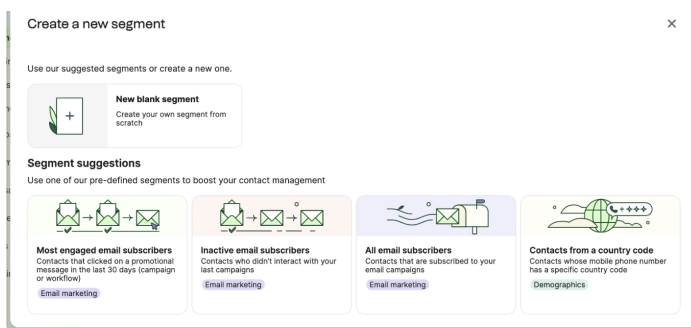 Create a new segment
Use our suggested segments or create a new one.
New blank segment
Create your own segment from
scratch
Segment suggestions
Use one of our pre-defined segments to boost your contact management
Most engaged email subscribers
Contacts that clicked on a promotional
message in the last 30 days (campaign
or workflow)
Email marketing
Inactive email subscribers
Contacts who didn't interact with your
last campaigns
Email marketing
All email subscribers
Contacts that are subscribed to your
email campaigns
Email marketing
Contacts from a country code
Contacts whose mobile phone number
has a specific country code
Demographics